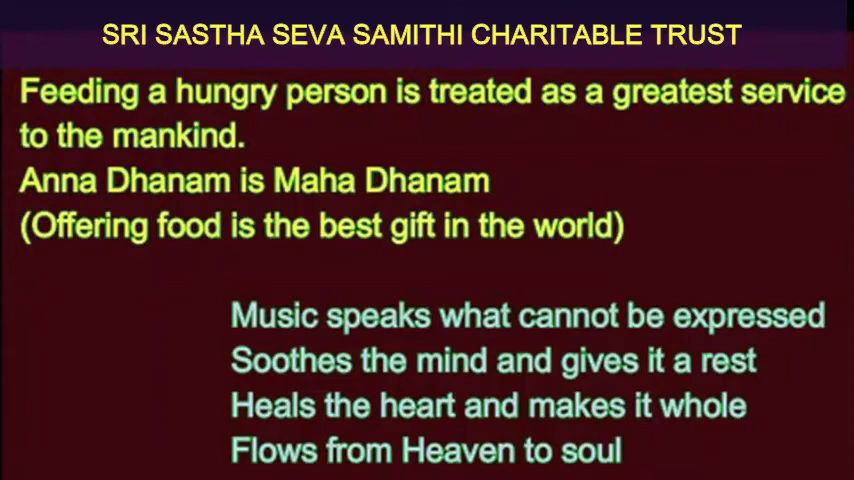 SRI SASTHA SEVA SAMITHI CHARITABLE TRUST
Feeding a hungry person is treated as a greatest service
to the mankind.
Anna Dhanam is Maha Dhanam
(Offering food is the best gift in the world)
Music speaks what cannot be expressed
Soothes the mind and gives it a rest
Heals the heart and makes it whole
Flows from Heaven to soul